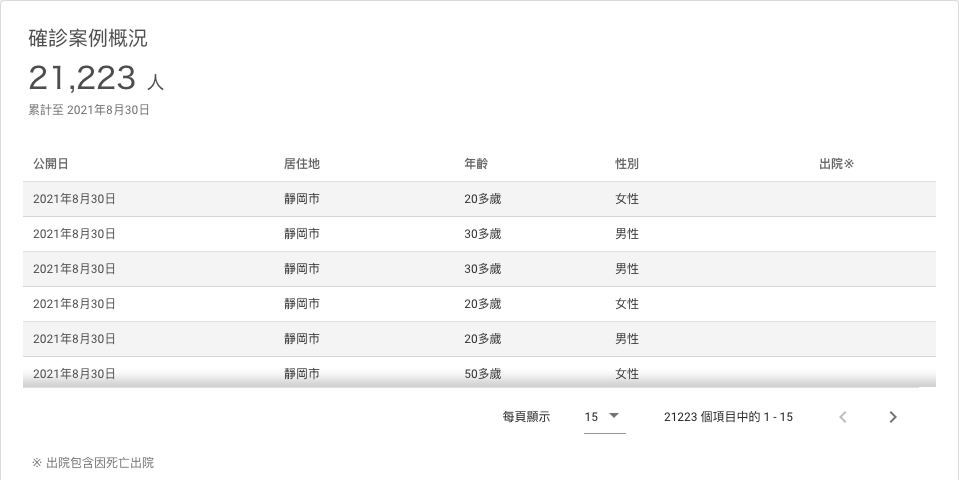 確診案例概況
21,223 人
累計至 2021年8月30日
公開日 居住地 年齡 性別 出院※
2021年8月30日 靜岡市 20多歲 女性
2021年8月30日 靜岡市 30多歲 男性
2021年8月30日 靜岡市 30多歲 男性
2021年8月30日 靜岡市 20多歲 女性
2021年8月30日 靜岡市 20多歲 男性
2021年8月30日 靜岡市 50多歲 女性
每頁顯示 15 21223 個項目中的 1 - 15
※ 出院包含因死亡出院